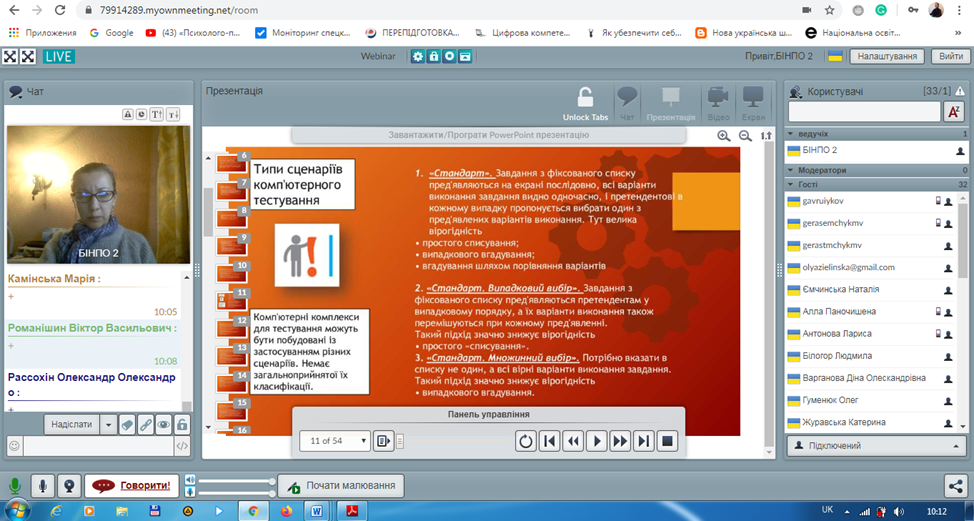 79914289.myownmeeting.net/room
Приложения
Google
(43) «Психолого-п...
Моніторинг спецк...
ПЕРЕПІДГОТОВКА...
Цифрова компете...
Як убезпечити себ...
Нова українська ш...
Національна освіт...
»
LIVE
Webinar
Привіт,БІНПО 2
Налаштування
Вийти
Чат
БІНПО 2
Камінська Марія :
+
10:05
Романішин Віктор Васильович :
+
10:08
Рассохін Олександр Олександр
о :
+
Надіслати
Говорити!
Почати малювання
Презентація
Unlock Tabs
Чат
Презентація
Відео
Екран
Завантажити/Програти PowerPoint презентацію
1:1
6
7
8
9
10
11
12
13
14
15
16
Типи сценаріїв
комп'ютерного
тестування
Комп'ютерні комплекси
для тестування можуть
бути побудовані із
застосуванням різних
сценаріїв. Немає
загальноприйнятої їх
класифікації.
1. «Стандарт». Завдання з фіксованого списку
пред'являються на екрані послідовно, всі варіанти
виконання завдання видно одночасно, і претендентові в
кожному випадку пропонується вибрати один з
пред'явлених варіантів виконання. Тут велика
вірогідність
• простого списування;
• випадкового вгадування;
• вгадування шляхом порівняння варіантів
2. «Стандарт. Випадковий вибір». Завдання з
фіксованого списку пред'являються претендентам у
випадковому порядку, а їх варіанти виконання також
перемішуються при кожному пред'явленні.
Такий підхід значно знижує вірогідність
• простого «списування».
3. «Стандарт. Множинний вибір». Потрібно вказати в
списку не один, а всі вірні варіанти виконання завдання.
Такий підхід значно знижує вірогідність
• випадкового вгадування.
Панель управління
11 of 54
Користувачі
[33/1]
ведучіх
1
БІНПО 2
Модератори
0
Гості
32
gavruiykov
gerasemchykmv
gerastmchykmv
olyazielinska@gmail.com
Ємчинська Наталія
Алла Паночишена
Антонова Лариса
Білогор Людмила
Варганова Діна Олександрівна
Гуменюк Олег
Журавська Катерина
Підключений
UK
10:12